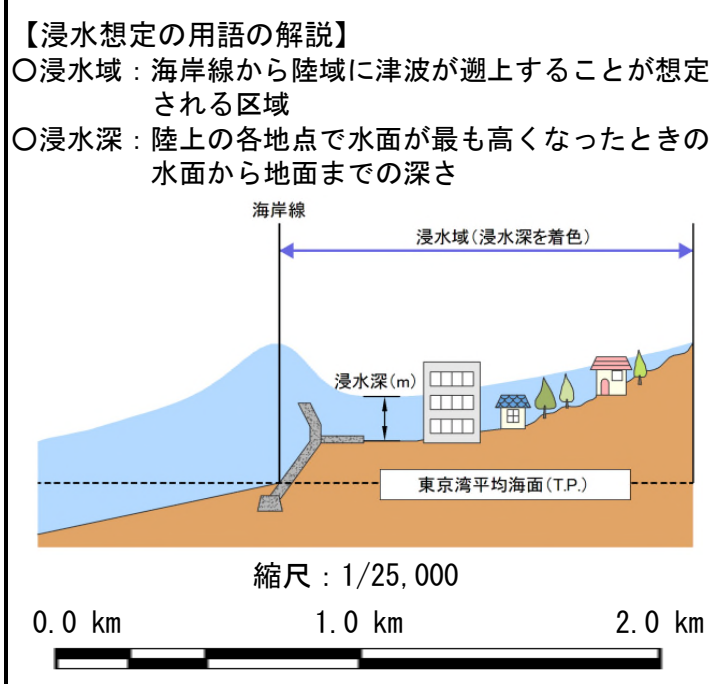 【浸水想定の用語の解説】
〇浸水域：海岸線から陸域に津波が遡上することが想定
される区域
〇浸水深：陸上の各地点で水面が最も高くなったときの
水面から地面までの深さ
海岸線
浸水域(浸水深を着色)
浸水深(m)
東京湾平均海面(T.P.)
縮尺：1/25,000
0.0 km 1.0 km 2.0 km